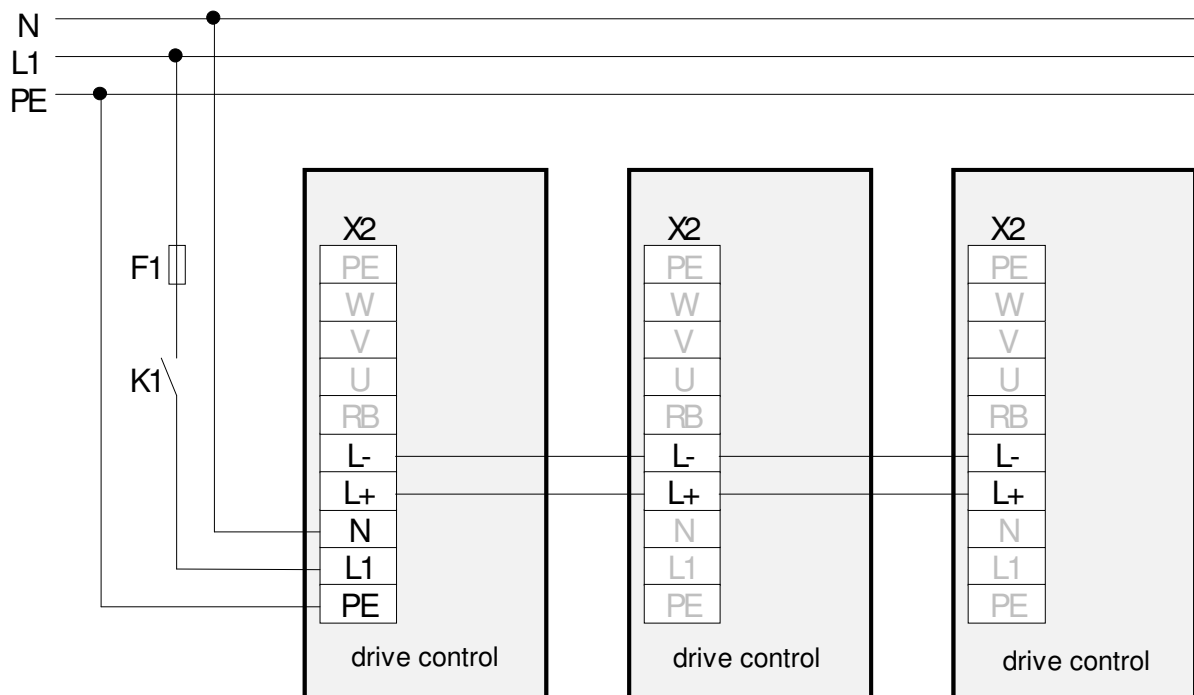 N
L1
PE
F1
K1
X2
PE
W
V
U
RB
L-
L+
N
L1
PE
drive control
X2
PE
W
V
U
RB
L-
L+
N
L1
PE
drive control
X2
PE
W
V
U
RB
L-
L+
N
L1
PE
drive control